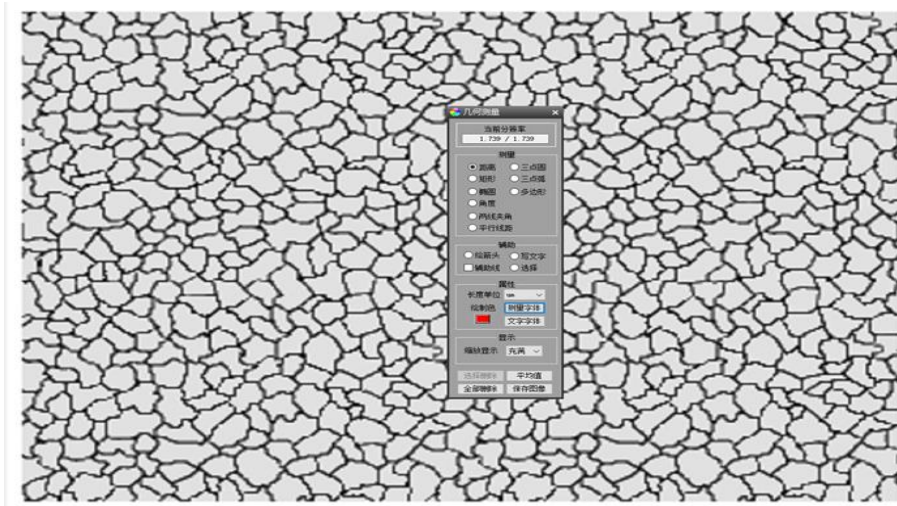 几何测量
当前分辨率
1.739 / 1.739
测量
距离 三点圆
矩形 三点弧
椭圆 多边形
角度
两线夹角
平行线距
辅助
绘箭头 写文字
辅助线 选择
属性
长度单位 um
绘制色 测量字体
文字字体
显示
缩放显示 充满
选择删除 平均值
全部删除 保存图像